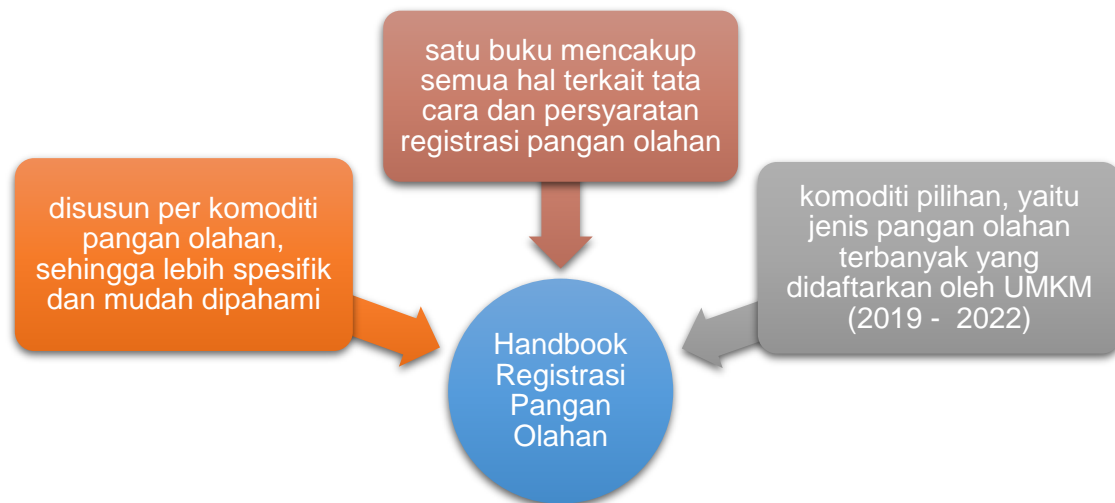 satu buku mencakup
semua hal terkait tata
cara dan persyaratan
registrasi pangan olahan
disusun per komoditi
pangan olahan,
sehingga lebih spesifik
dan mudah dipahami
komoditi pilihan, yaitu
jenis pangan olahan
terbanyak yang
didaftarkan oleh UMKM
(2019 - 2022)
Handbook
Registrasi
Pangan
Olahan